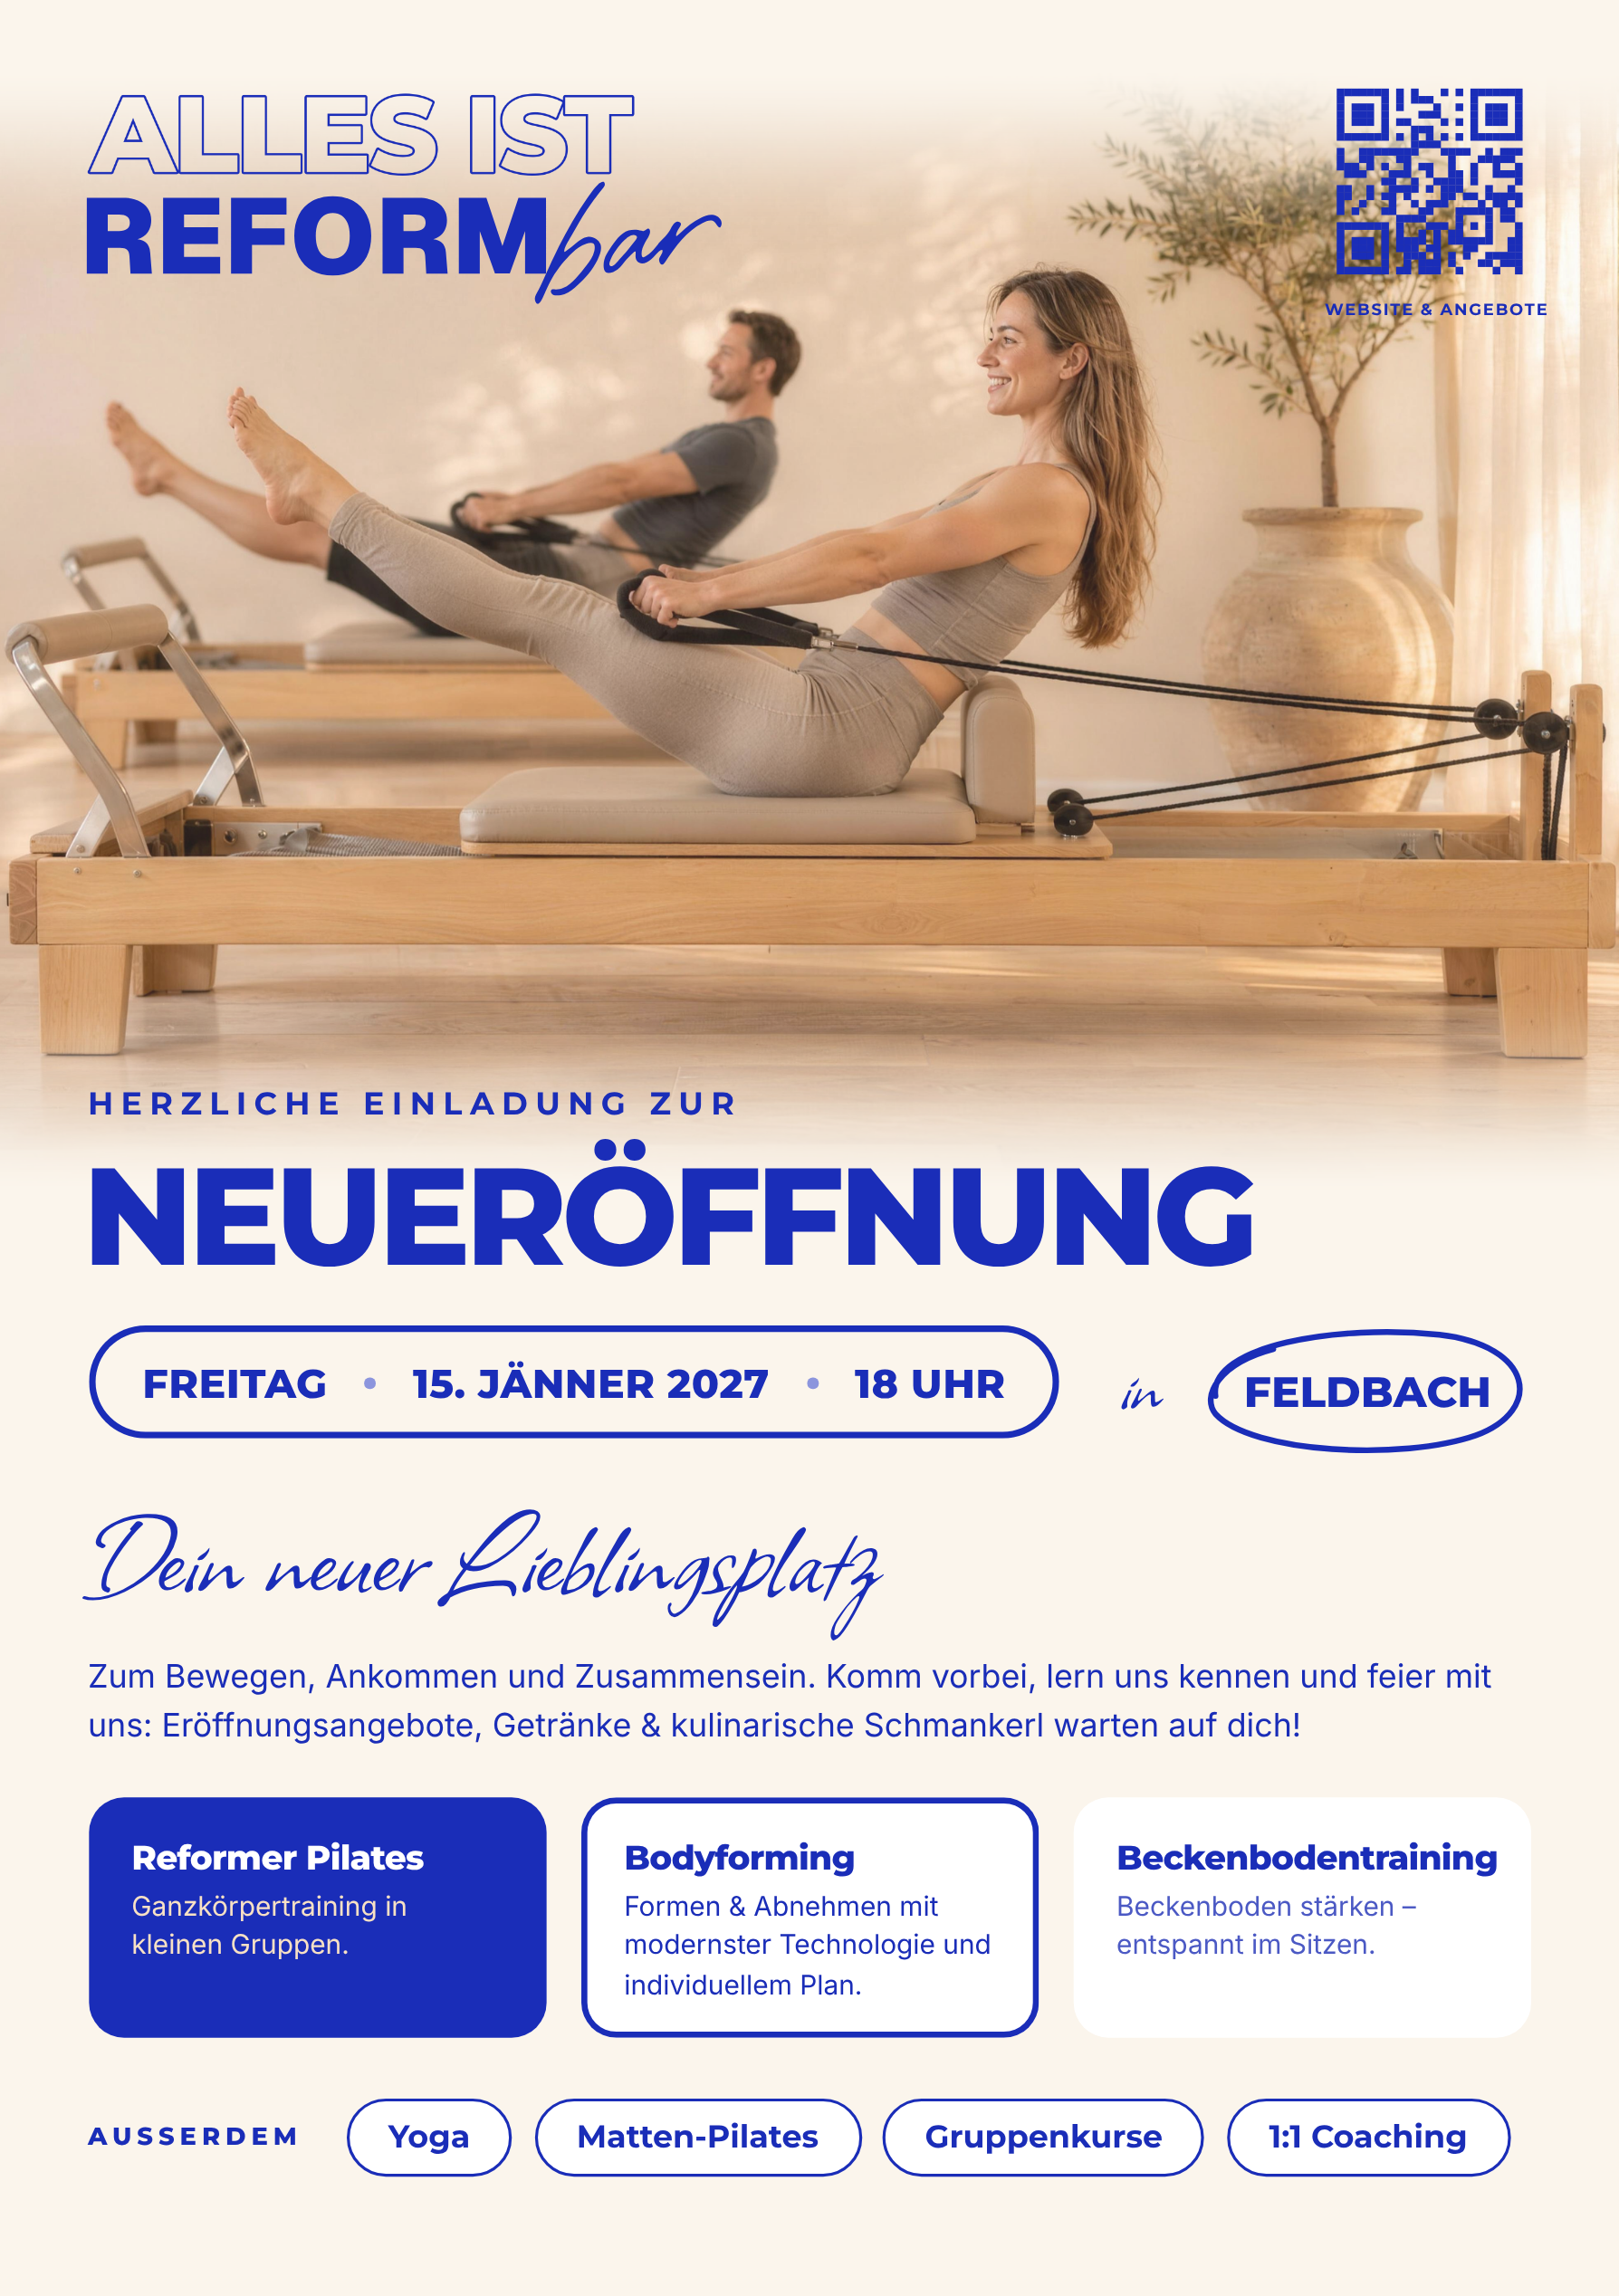 ALLES IST
REFORMbar
WEBSITE & ANGEBOTE
HERZLICHE EINLADUNG ZUR
NEUERÖFFNUNG
FREITAG • 15. JÄNNER 2027 • 18 UHR in FELDBACH
Dein neuer Lieblingsplatz
Zum Bewegen, Ankommen und Zusammensein. Komm vorbei, lern uns kennen und feier mit
uns: Eröffnungsangebote, Getränke & kulinarische Schmankerl warten auf dich!
Reformer Pilates
Ganzkörpertraining in
kleinen Gruppen.
Bodyforming
Formen & Abnehmen mit
modernster Technologie und
individuellem Plan.
Beckenbodentraining
Beckenboden stärken –
entspannt im Sitzen.
AUSSERDEM Yoga Matten-Pilates Gruppenkurse 1:1 Coaching